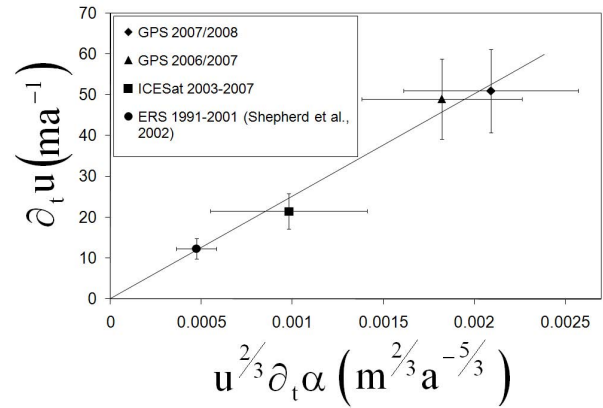 70
60
50
40
30
20
10
0
∂ₜu(ma⁻¹)
GPS 2007/2008
GPS 2006/2007
ICESat 2003-2007
ERS 1991-2001 (Shepherd et al.,
2002)
0 0.0005 0.001 0.0015 0.002 0.0025
u^{2/3}∂ₜα (m^{2/3}a^{-5/3})